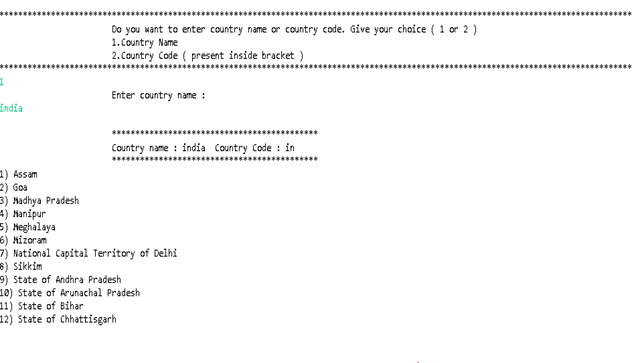 ****************************************************************************************************************************************
Do you want to enter country name or country code. Give your choice ( 1 or 2 )
1.Country Name
2.Country Code ( present inside bracket )
****************************************************************************************************************************************
1
Enter country name :
india
********************************************
Country name : india  Country Code : in
********************************************
1) Assam
2) Goa
3) Madhya Pradesh
4) Manipur
5) Meghalaya
6) Mizoram
7) National Capital Territory of Delhi
8) Sikkim
9) State of Andhra Pradesh
10) State of Arunachal Pradesh
11) State of Bihar
12) State of Chhattisgarh